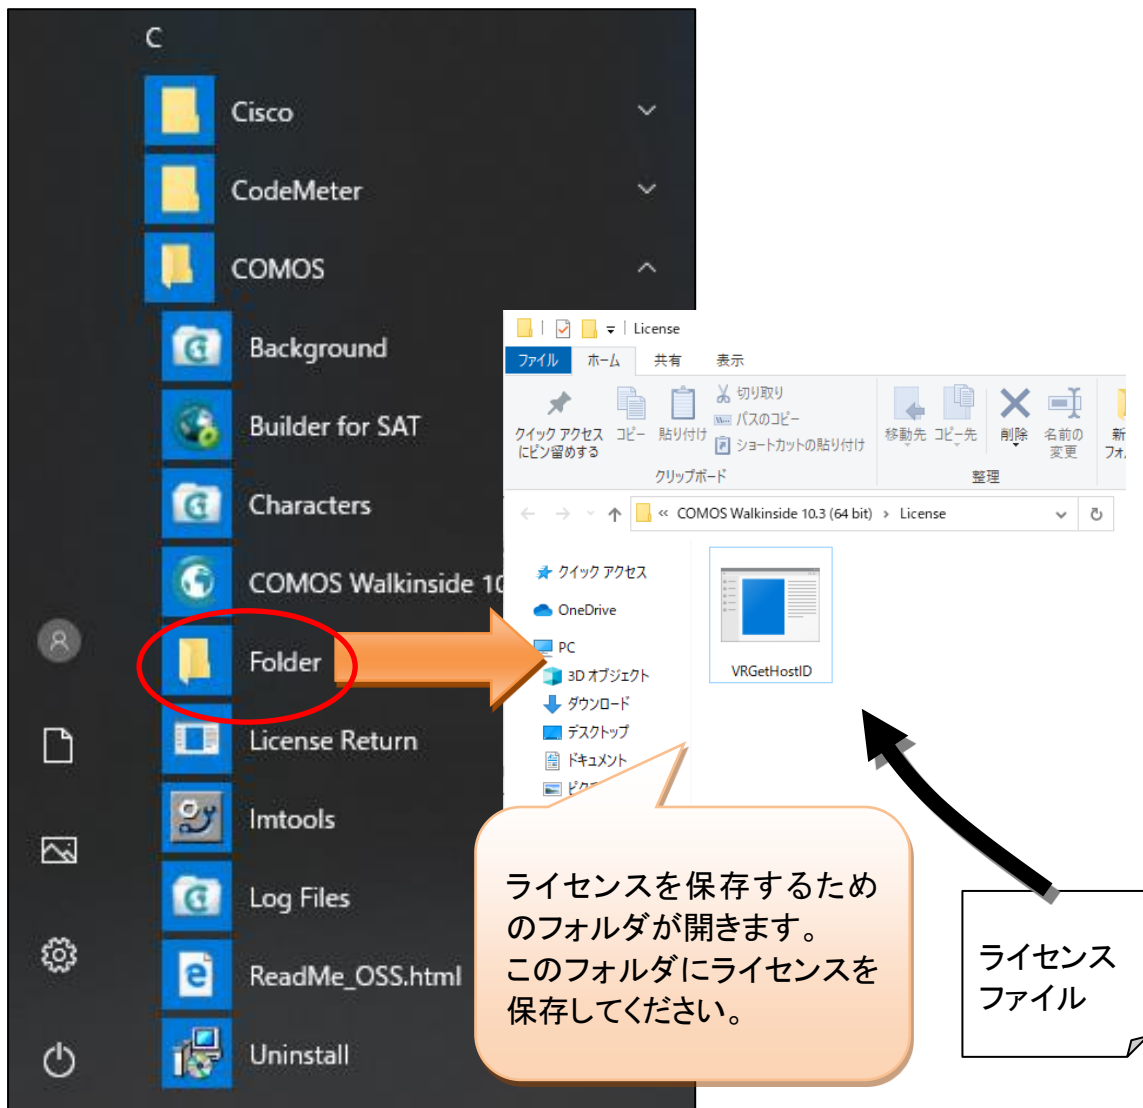 C
Cisco
CodeMeter
COMOS
Background
Builder for SAT
Characters
COMOS Walkinside 10
Folder
License Return
lmtools
Log Files
ReadMe_OSS.html
Uninstall
License
ファイル ホーム 共有 表示
クイック アクセス
にピン留めする
コピー
貼り付け
切り取り
パスのコピー
ショートカットの貼り付け
クリップボード
移動先
コピー先
削除
名前の
変更
整理
新
フォル
« COMOS Walkinside 10.3 (64 bit) › License
クイック アクセス
OneDrive
PC
3D オブジェクト
ダウンロード
デスクトップ
ドキュメント
VRGetHostID
ライセンスを保存するため
のフォルダが開きます。
このフォルダにライセンスを
保存してください。
ライセンス
ファイル